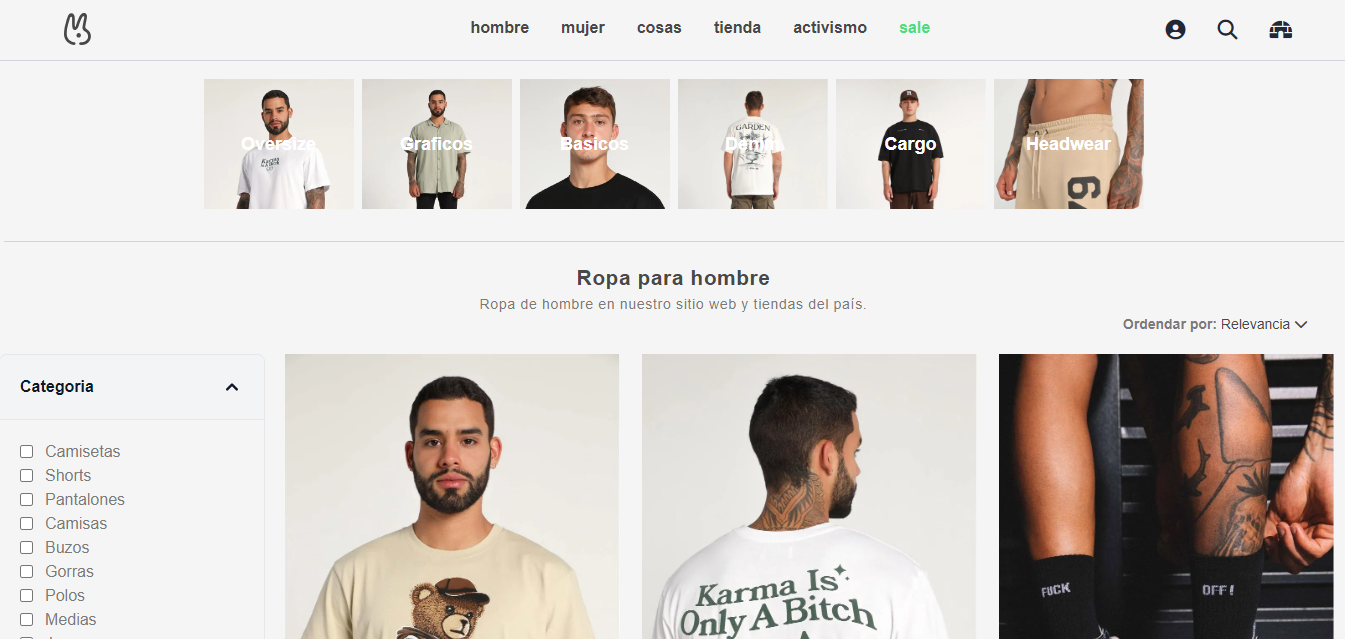 hombre mujer cosas tienda activismo sale
Oversize Graficos Basicos Denim Cargo Headwear
GARDEN
Ropa para hombre
Ropa de hombre en nuestro sitio web y tiendas del país.
Ordendar por: Relevancia
Categoria
Camisetas
Shorts
Pantalones
Camisas
Buzos
Gorras
Polos
Medias
Karma Is
Only A Bitch
FUCK OFF!